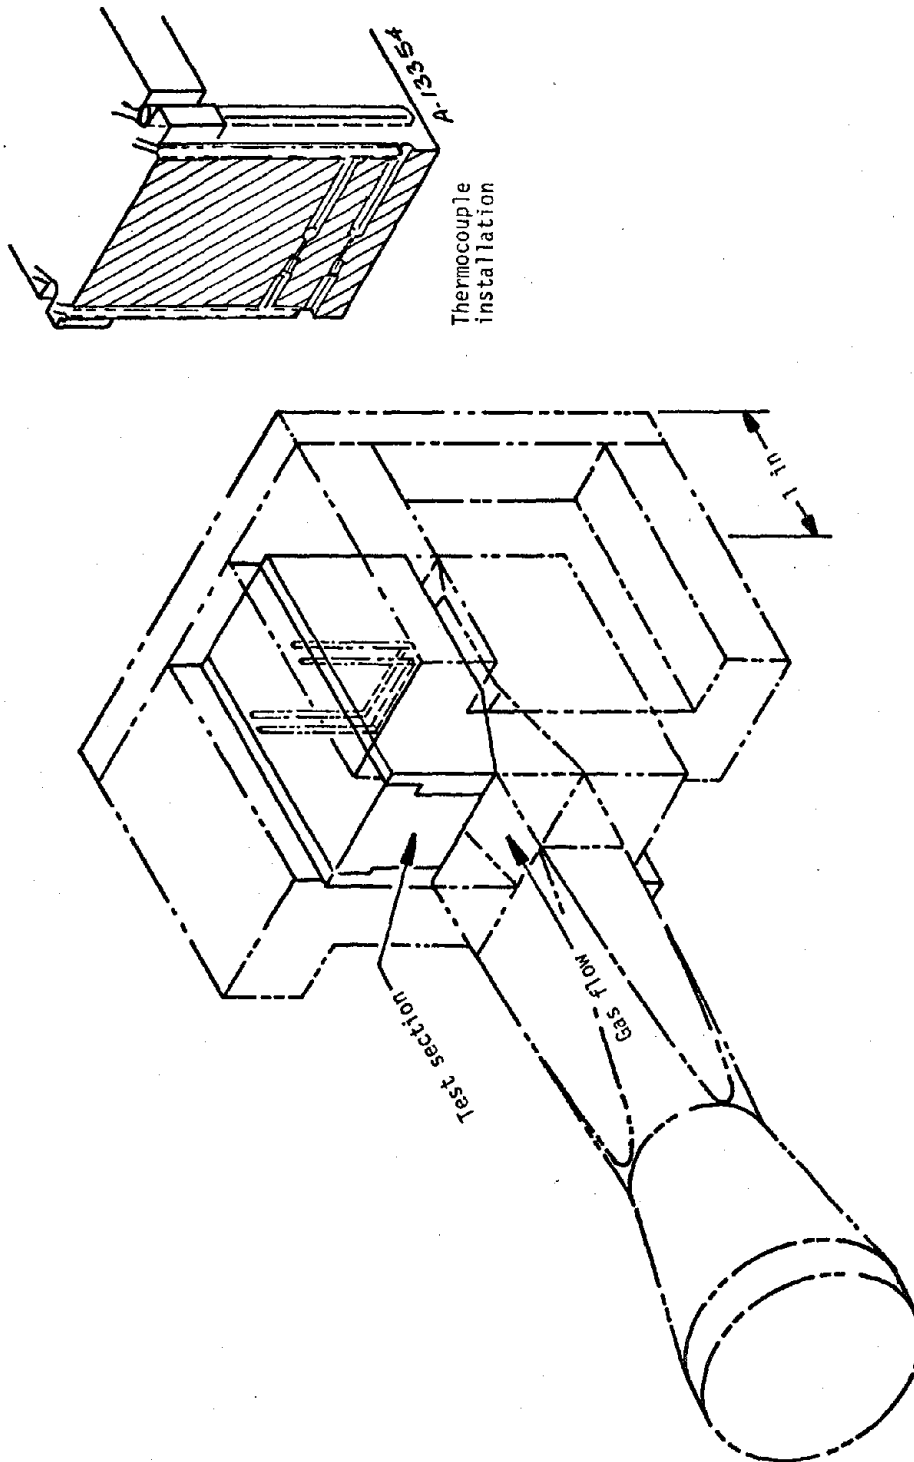 A-13354
Thermocouple
installation
1 in
Gas flow
Test section